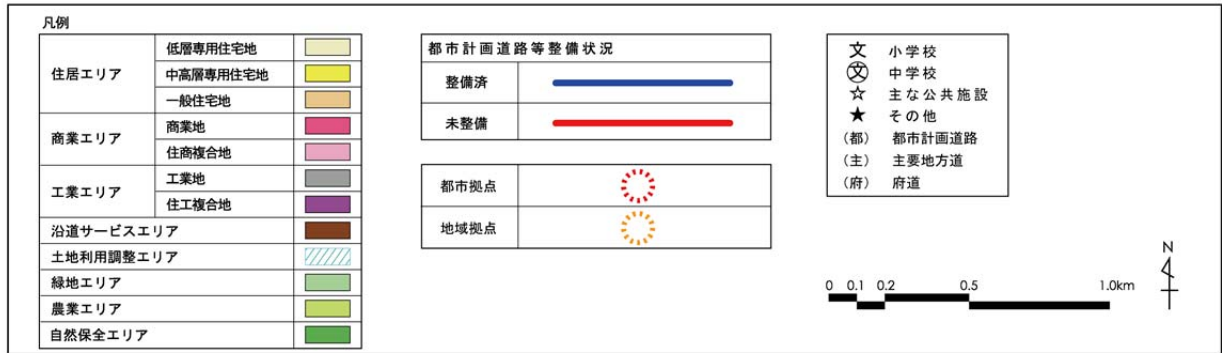 凡例
住居エリア
低層専用住宅地
中高層専用住宅地
一般住宅地
商業エリア
商業地
住商複合地
工業エリア
工業地
住工複合地
沿道サービスエリア
土地利用調整エリア
緑地エリア
農業エリア
自然保全エリア
都市計画道路等整備状況
整備済
未整備
都市拠点
地域拠点
文 小学校
文 中学校
☆ 主な公共施設
★ その他
(都) 都市計画道路
(主) 主要地方道
(府) 府道
N
0 0.1 0.2 0.5 1.0km